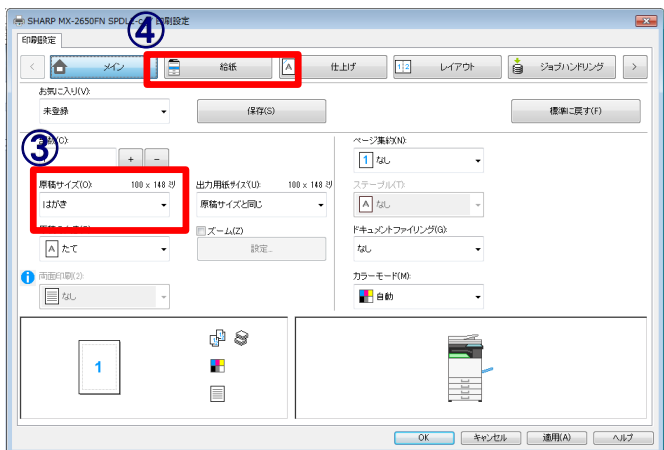 SHARP MX-2650FN SPDL2-c の 印刷設定
④
印刷設定
メイン
給紙
仕上げ
レイアウト
ジョブハンドリング
お気に入り(V):
未登録
保存(S)
標準に戻す(F)
③
+
-
原稿サイズ(O):
100 x 148 ミリ
はがき
出力用紙サイズ(U):
100 x 148 ミリ
原稿サイズと同じ
ズーム(Z)
設定...
たて
両面印刷(2):
なし
ページ集約(N):
1 なし
ステープル(T):
なし
ドキュメントファイリング(G):
なし
カラーモード(M):
自動
1
OK
キャンセル
適用(A)
ヘルプ